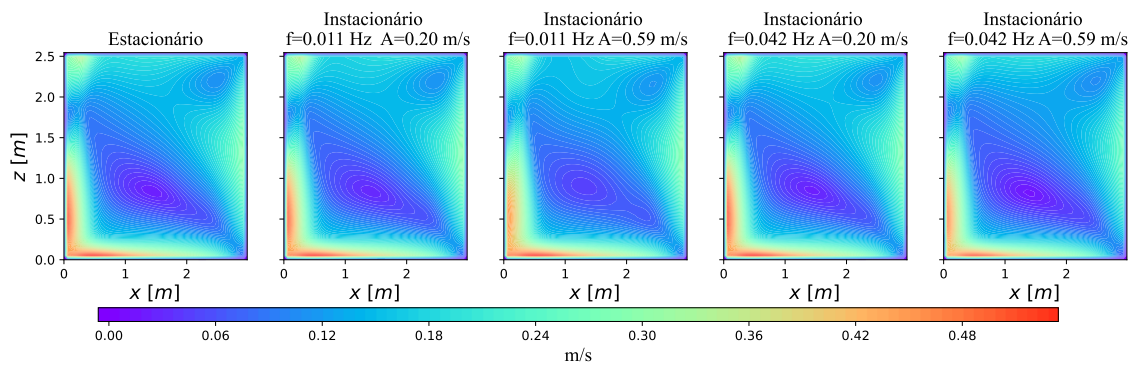 Estacionário
Instacionário
f=0.011 Hz  A=0.20 m/s
Instacionário
f=0.011 Hz A=0.59 m/s
Instacionário
f=0.042 Hz A=0.20 m/s
Instacionário
f=0.042 Hz A=0.59 m/s
z [m]
2.5
2.0
1.5
1.0
0.5
0.0
0 1 2
0 1 2
0 1 2
0 1 2
0 1 2
x [m]
x [m]
x [m]
x [m]
x [m]
0.00 0.06 0.12 0.18 0.24 0.30 0.36 0.42 0.48
m/s